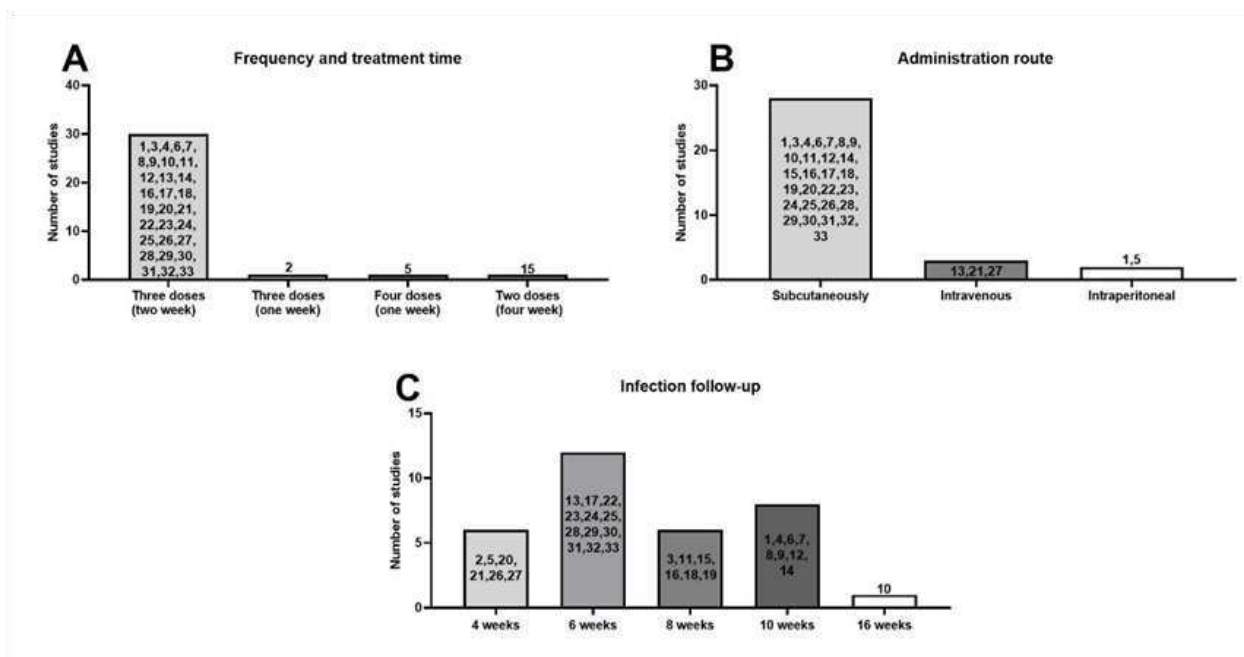 A
Frequency and treatment time
Number of studies
40
30
20
10
0
1,3,4,6,7,
8,9,10,11,
12,13,14,
16,17,18,
19,20,21,
22,23,24,
25,26,27,
28,29,30,
31,32,33
2
5
15
Three doses
(two week)
Three doses
(one week)
Four doses
(one week)
Two doses
(four week)
B
Administration route
Number of studies
30
20
10
0
1,3,4,6,7,8,9,
10,11,12,14,
15,16,17,18,
19,20,22,23,
24,25,26,28,
29,30,31,32,
33
13,21,27
1,5
Subcutaneously
Intravenous
Intraperitoneal
C
Infection follow-up
Number of studies
15
10
5
0
2,5,20,
21,26,27
13,17,22,
23,24,25,
28,29,30,
31,32,33
3,11,15,
16,18,19
1,4,6,7,
8,9,12,
14
10
4 weeks
6 weeks
8 weeks
10 weeks
16 weeks